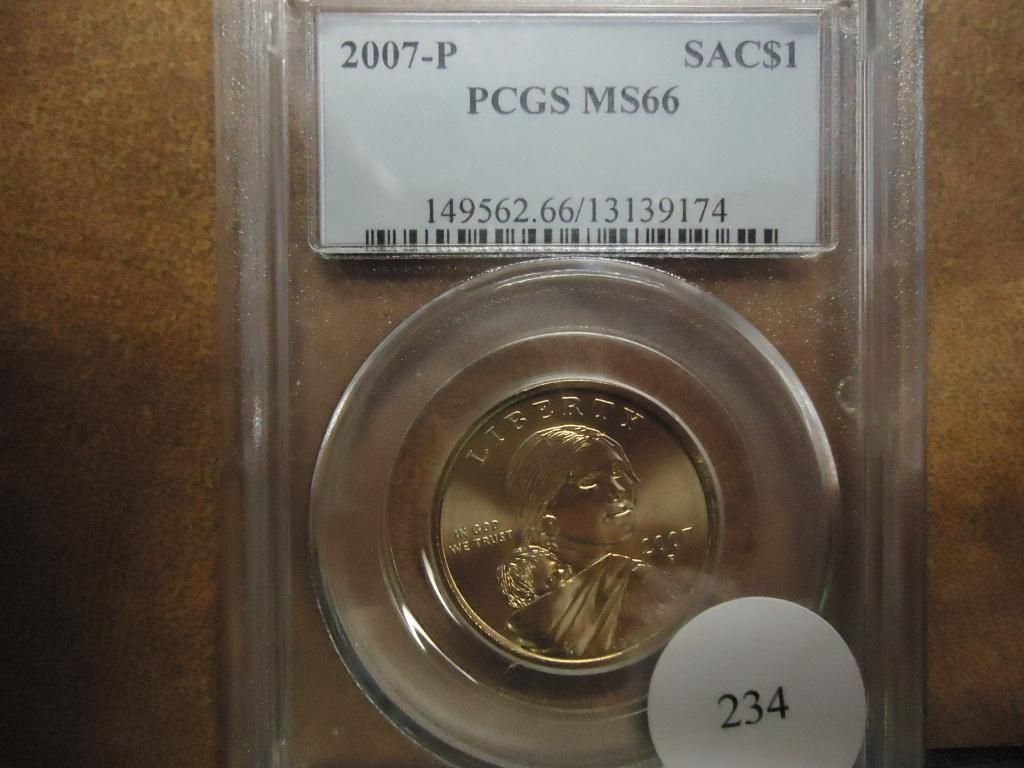 2007-P SAC$1
PCGS MS66
149562.66/13139174
LIBERTY
IN GOD
WE TRUST
2007
P
234